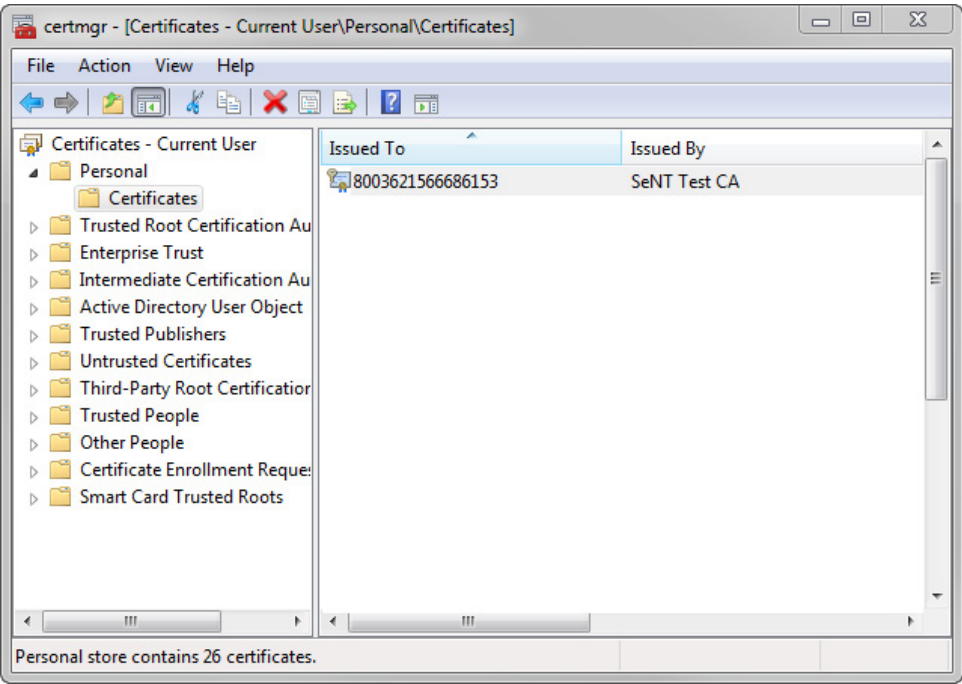 certmgr - [Certificates - Current User\Personal\Certificates]
File Action View Help
Certificates - Current User
Personal
Certificates
Trusted Root Certification Au
Enterprise Trust
Intermediate Certification Au
Active Directory User Object
Trusted Publishers
Untrusted Certificates
Third-Party Root Certification
Trusted People
Other People
Certificate Enrollment Reques
Smart Card Trusted Roots
Issued To Issued By
8003621566686153 SeNT Test CA
Personal store contains 26 certificates.